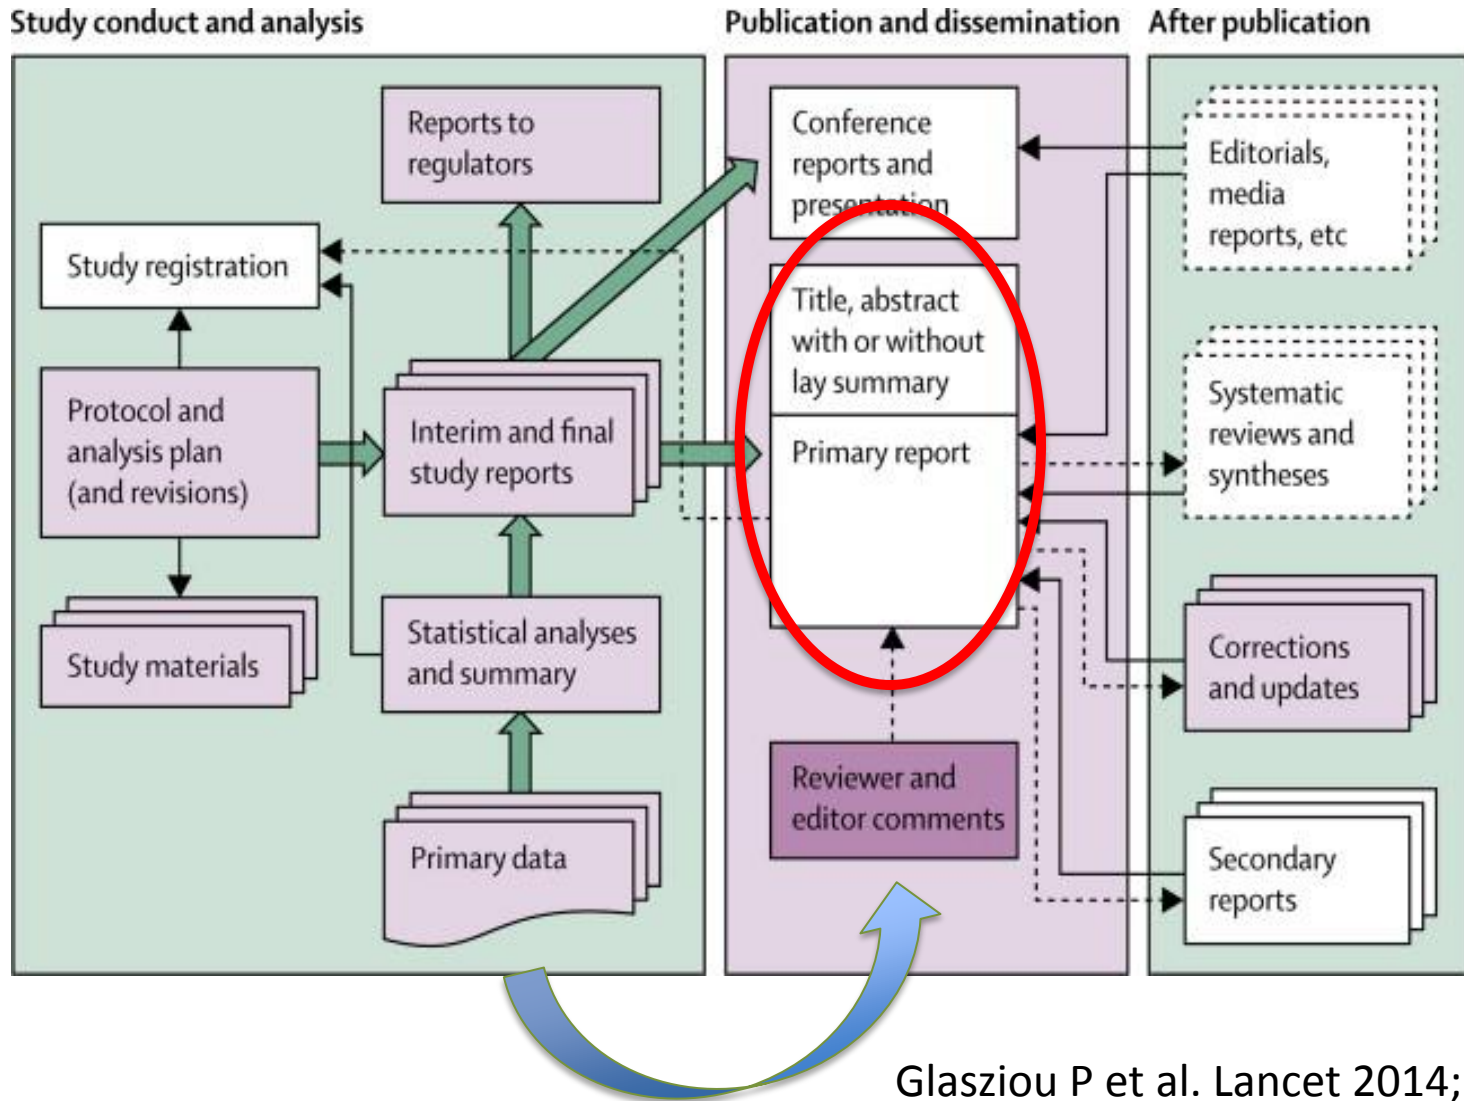 Study conduct and analysis
Publication and dissemination
After publication
Reports to
regulators
Study registration
Protocol and
analysis plan
(and revisions)
Interim and final
study reports
Study materials
Statistical analyses
and summary
Primary data
Conference
reports and
presentation
Title, abstract
with or without
lay summary
Primary report
Reviewer and
editor comments
Editorials,
media
reports, etc
Systematic
reviews and
syntheses
Corrections
and updates
Secondary
reports
Glasziou P et al. Lancet 2014;